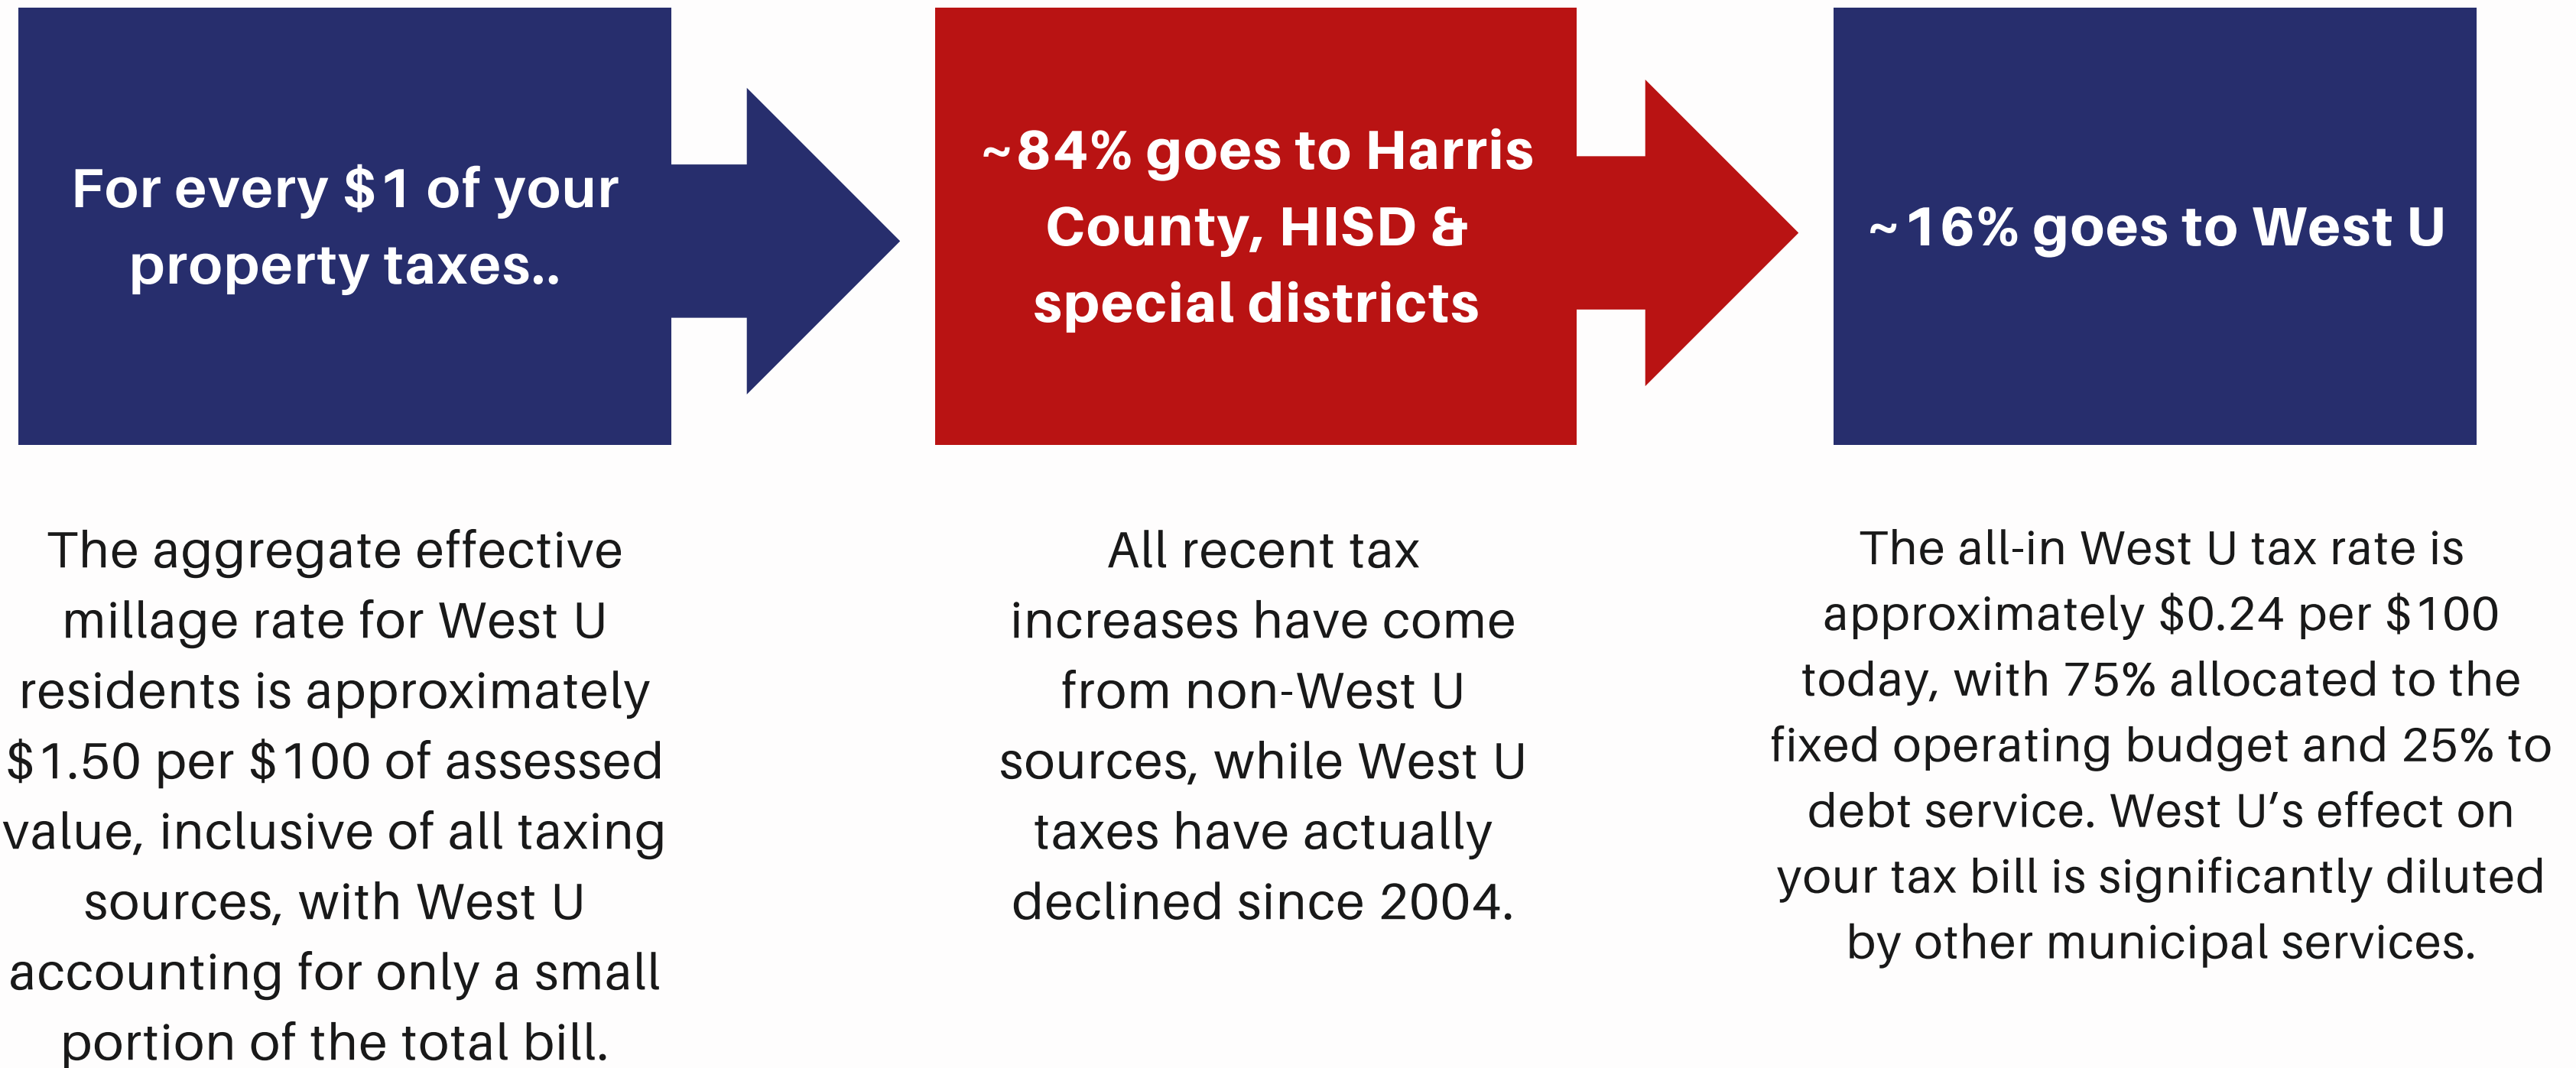 For every $1 of your
property taxes..
~84% goes to Harris
County, HISD &
special districts
~16% goes to West U
The aggregate effective
millage rate for West U
residents is approximately
$1.50 per $100 of assessed
value, inclusive of all taxing
sources, with West U
accounting for only a small
portion of the total bill.
All recent tax
increases have come
from non-West U
sources, while West U
taxes have actually
declined since 2004.
The all-in West U tax rate is
approximately $0.24 per $100
today, with 75% allocated to the
fixed operating budget and 25% to
debt service. West U’s effect on
your tax bill is significantly diluted
by other municipal services.